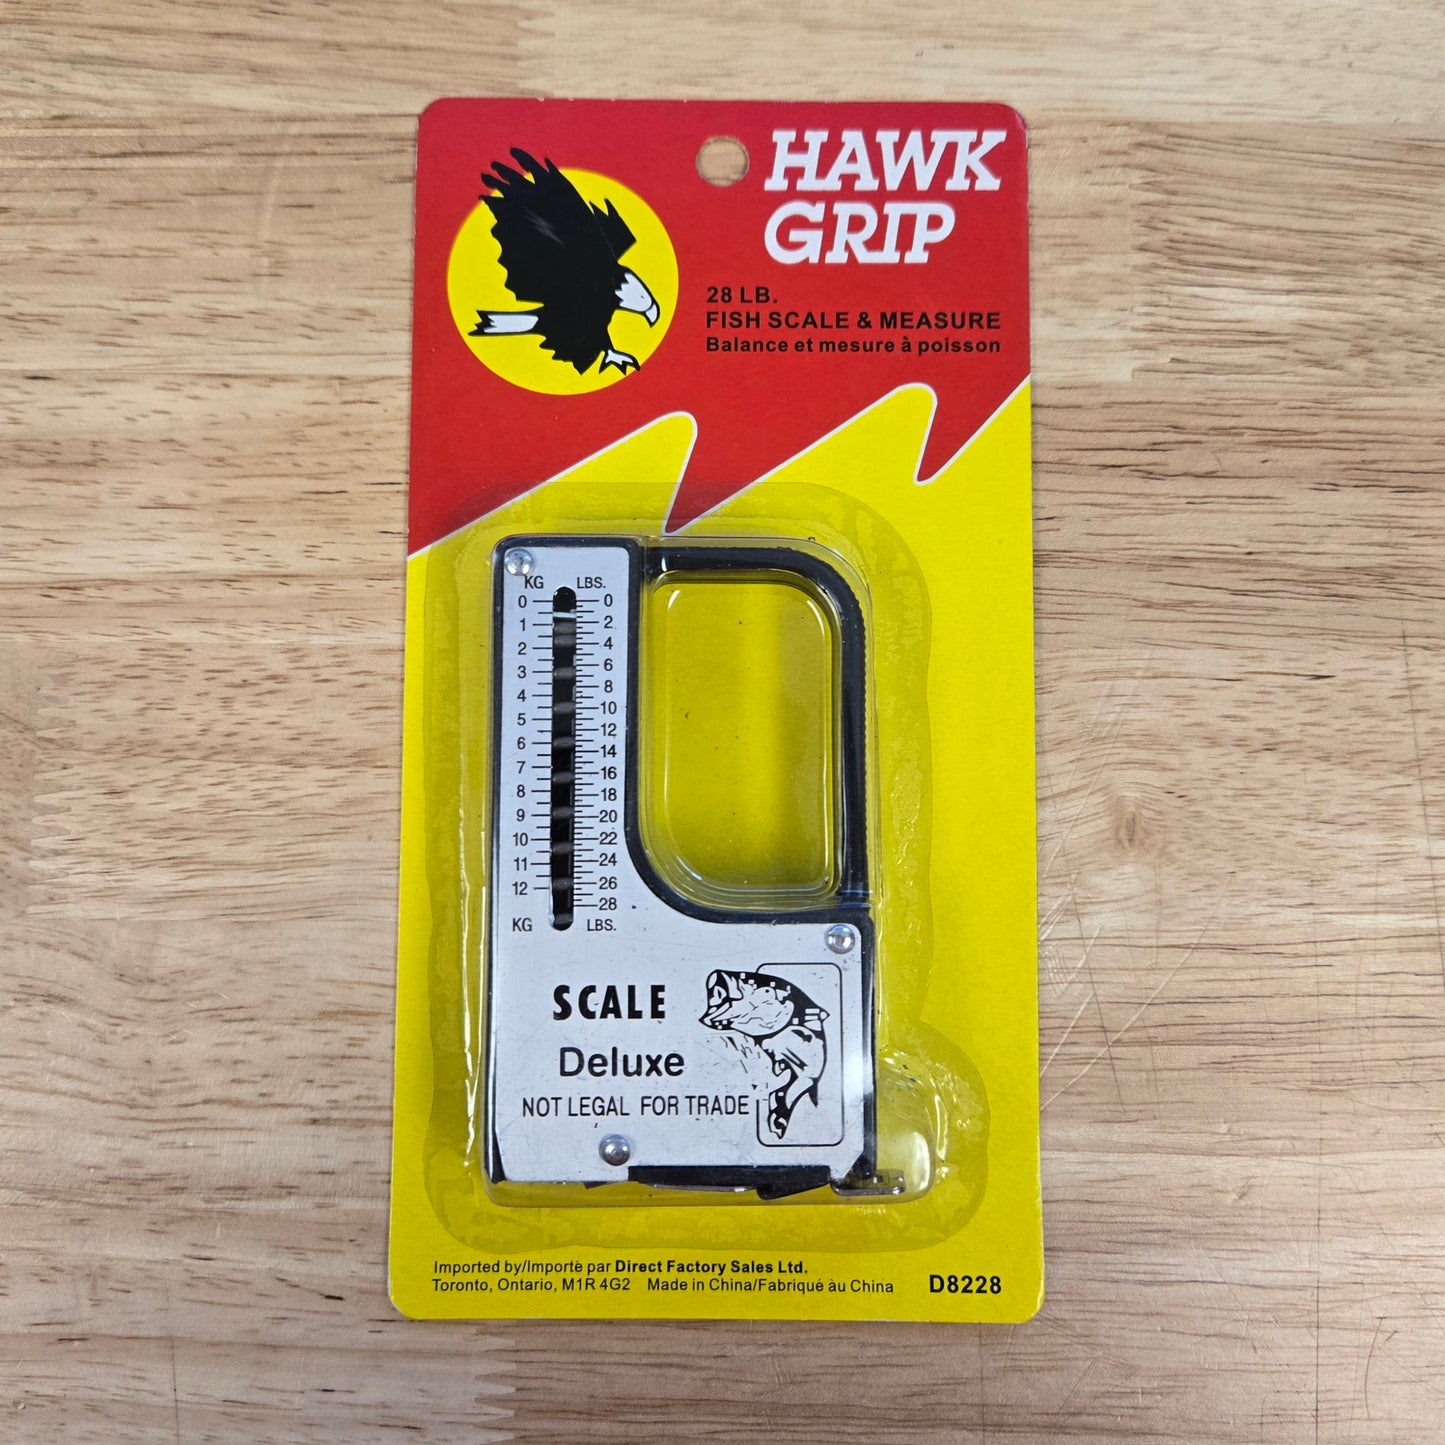 HAWK
GRIP
28 LB.
FISH SCALE & MEASURE
Balance et mesure à poisson
KG LBS.
0 0
1 2
2 4
3 6
4 8
5 10
6 12
7 14
8 16
9 18
10 20
11 22
12 24
26
28
KG LBS.
SCALE
Deluxe
NOT LEGAL FOR TRADE
Imported by/Importé par Direct Factory Sales Ltd.
Toronto, Ontario, M1R 4G2 Made in China/Fabriqué àu China
D8228